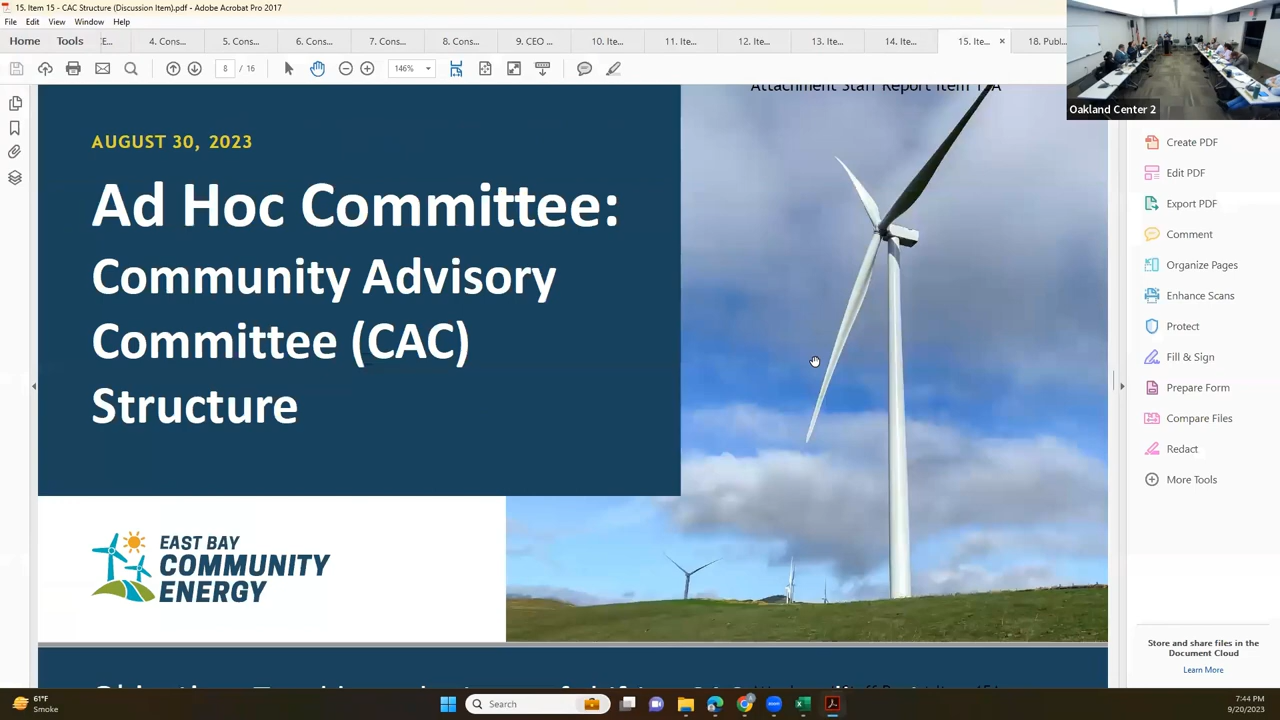 15. Item 15 - CAC Structure (Discussion Item).pdf - Adobe Acrobat Pro 2017
File Edit View Window Help
Home Tools E... 4. Cons... 5. Cons... 6. Cons... 7. Cons... 8. Cons... 9. CEO ... 10. Ite... 11. Ite... 12. Ite... 13. Ite... 14. Ite... 15. Ite... × 18. Publ...
8 / 16 146%
Oakland Center 2
Attachment Staff Report Item 15A
AUGUST 30, 2023
Ad Hoc Committee:
Community Advisory
Committee (CAC)
Structure
EAST BAY
COMMUNITY
ENERGY
Create PDF
Edit PDF
Export PDF
Comment
Organize Pages
Enhance Scans
Protect
Fill & Sign
Prepare Form
Compare Files
Redact
More Tools
Store and share files in the
Document Cloud
Learn More
61°F
Smoke
Search
7:44 PM
9/20/2023